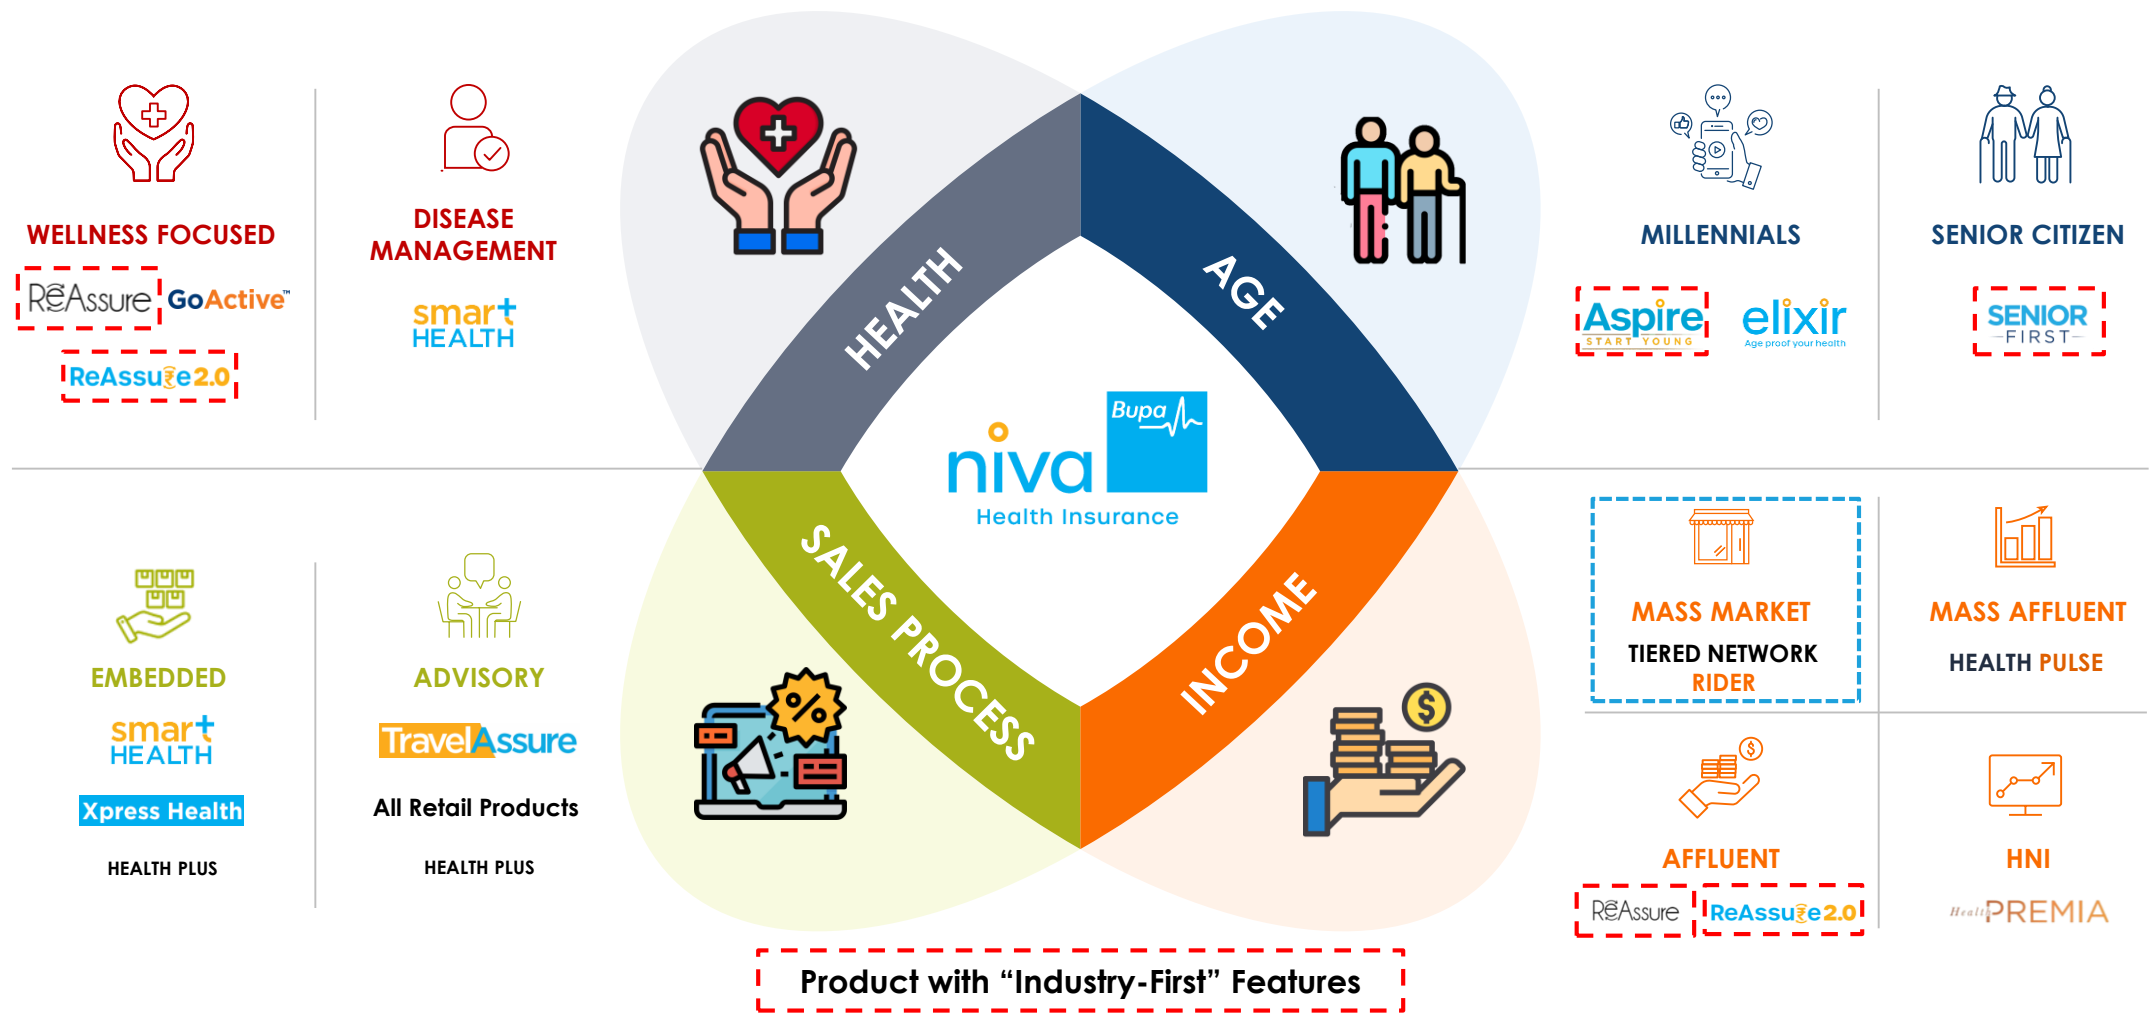 WELLNESS FOCUSED
ReAssure
GoActive™
ReAssure 2.0
DISEASE
MANAGEMENT
smart
HEALTH
HEALTH
AGE
SALES PROCESS
INCOME
niva
Bupa
Health Insurance
MILLENNIALS
Aspire
START YOUNG
elixir
Age proof your health
SENIOR CITIZEN
SENIOR
FIRST
EMBEDDED
smart
HEALTH
Xpress Health
HEALTH PLUS
ADVISORY
TravelAssure
All Retail Products
HEALTH PLUS
MASS MARKET
TIERED NETWORK
RIDER
MASS AFFLUENT
HEALTH PULSE
AFFLUENT
ReAssure
ReAssure 2.0
HNI
Health PREMIA
Product with “Industry-First” Features